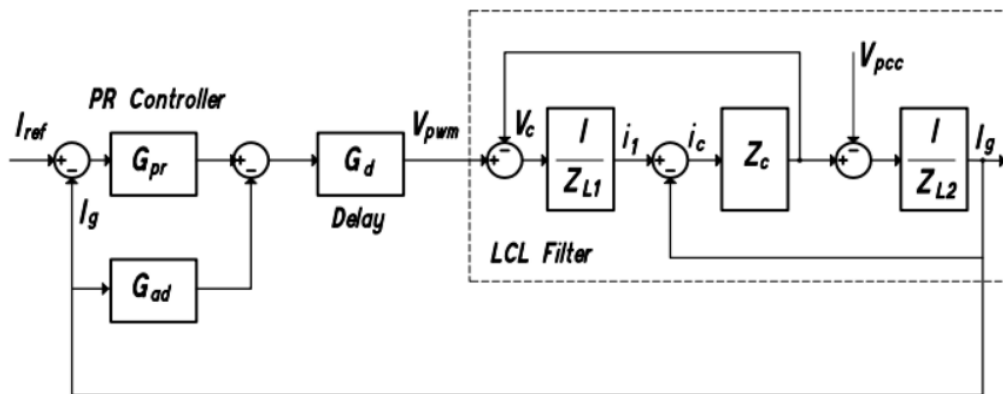 PR Controller
I_ref
+
-
G_pr
+
-
G_d
Delay
V_pwm
+
-
V_c
I
Z_L1
i_1
+
-
i_c
Z_c
V_pcc
+
-
I
Z_L2
I_g
I_g
G_ad
LCL Filter